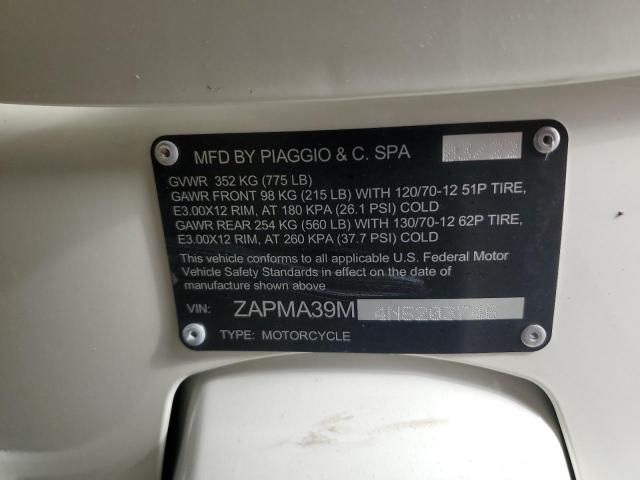 MFD BY PIAGGIO & C. SPA
GVWR 352 KG (775 LB)
GAWR FRONT 98 KG (215 LB) WITH 120/70-12 51P TIRE,
E3.00X12 RIM, AT 180 KPA (26.1 PSI) COLD
GAWR REAR 254 KG (560 LB) WITH 130/70-12 62P TIRE,
E3.00X12 RIM, AT 260 KPA (37.7 PSI) COLD
This vehicle conforms to all applicable U.S. Federal Motor
Vehicle Safety Standards in effect on the date of
manufacture shown above
VIN: ZAPMA39M
TYPE: MOTORCYCLE